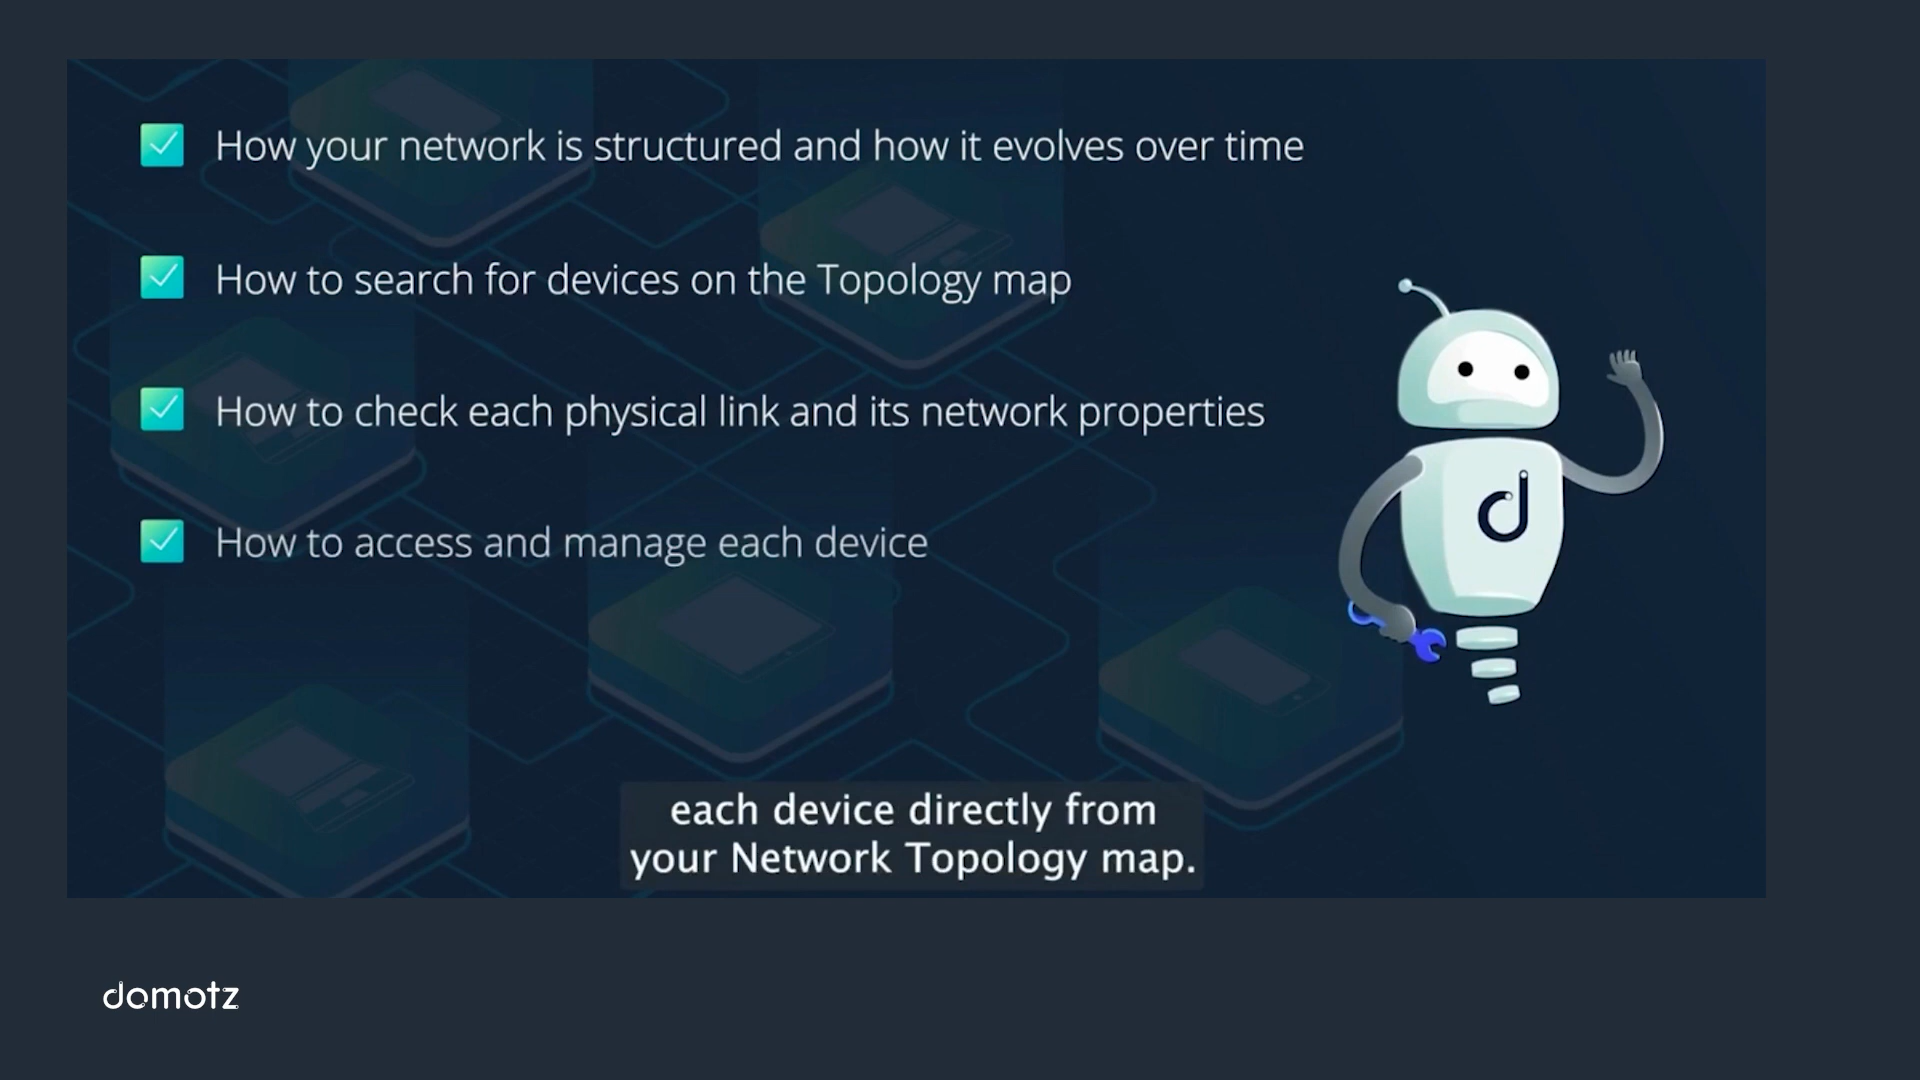 How your network is structured and how it evolves over time
How to search for devices on the Topology map
How to check each physical link and its network properties
How to access and manage each device
d
each device directly from
your Network Topology map.
domotz